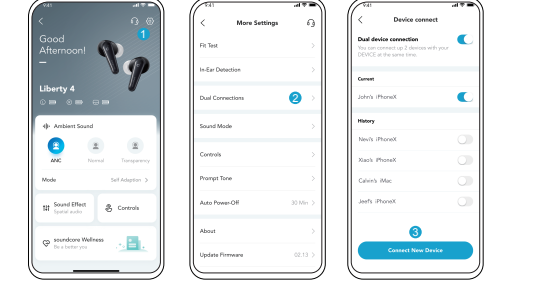 9:41
Good
Afternoon!
1
Liberty 4
Ambient Sound
ANC
Normal
Transparency
Mode
Self Adaption >
Sound Effect
Spatial audio
Controls
soundcore Wellness
Be a better you
9:41
More Settings
Fit Test
In-Ear Detection
Dual Connections
2
Sound Mode
Controls
Prompt Tone
Auto Power-Off
20 Min
About
Update Firmware
02.13
9:41
Device connect
Dual device connection
You can connect up 2 devices with your
DEVICE at the same time.
Current
John's iPhoneX
History
Nevi's iPhoneX
Xiao's iPhoneX
Calvin's iMac
Jeef's iPhoneX
3
Connect New Device